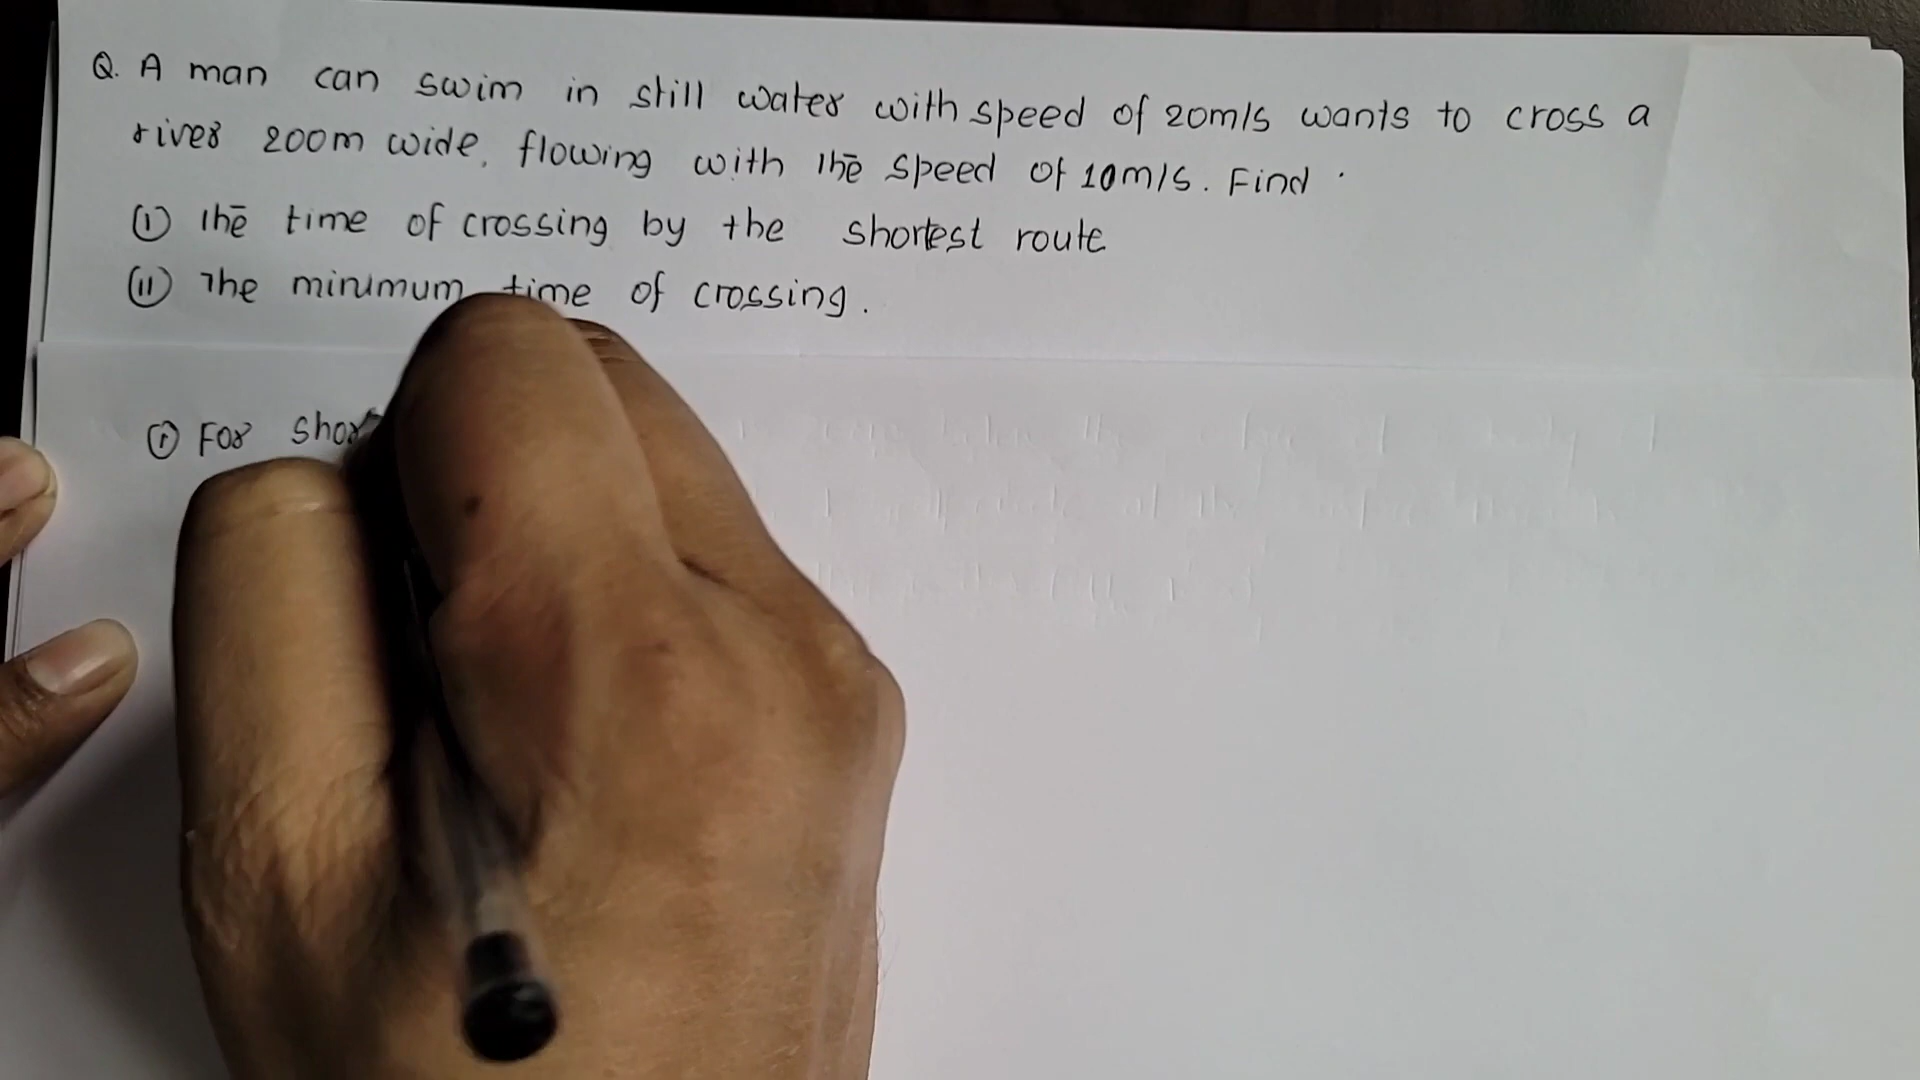 Q. A man can swim in still water with speed of 20m/s wants to cross a
river 200m wide, flowing with the speed of 10m/s. Find
(I) The time of crossing by the shortest route
(II) The minimum time of crossing.
(I) For